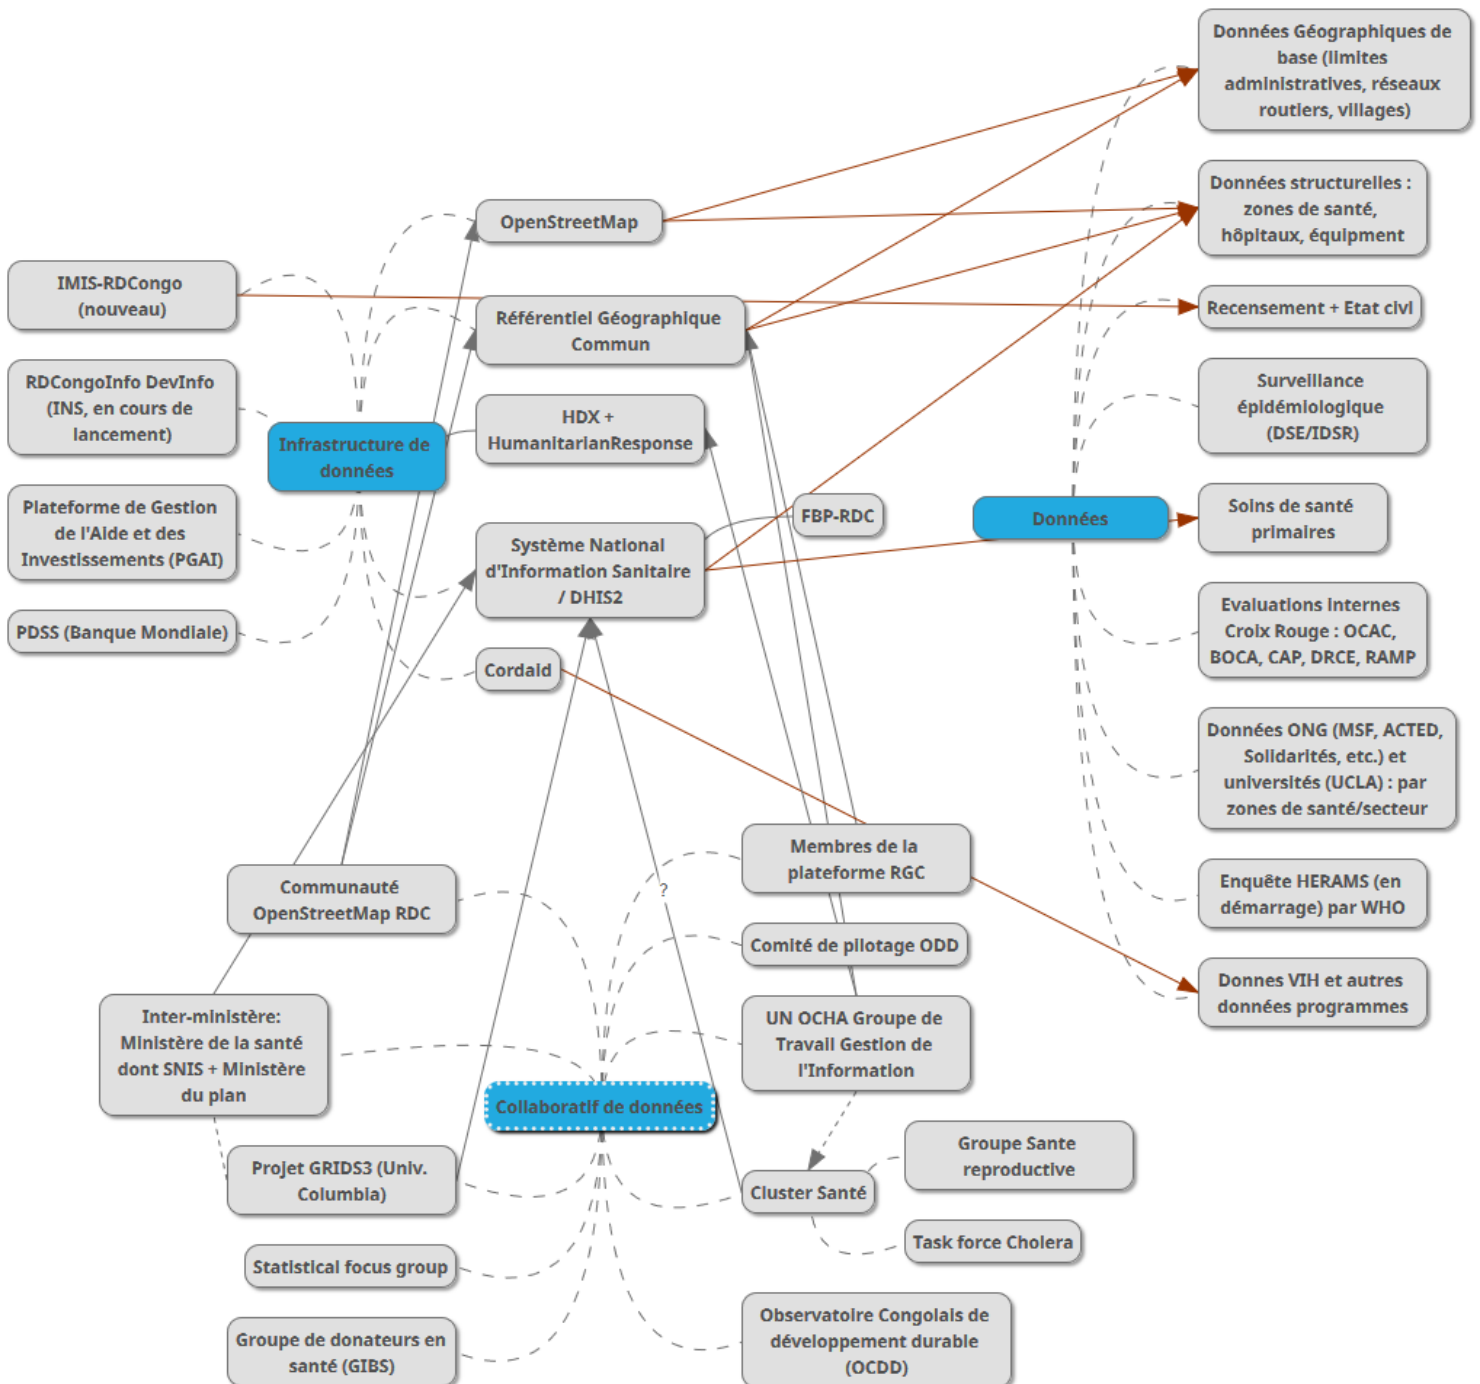 Données Géographiques de
base (limites
administratives, réseaux
routiers, villages)
OpenStreetMap
Données structurelles :
zones de santé,
hôpitaux, équipment
IMIS-RDCongo
(nouveau)
Référentiel Géographique
Commun
Recensement + Etat civil
RDCongoInfo DevInfo
(INS, en cours de
lancement)
Infrastructure de
données
HDX +
HumanitarianResponse
Surveillance
épidémiologique
(DSE/IDSR)
Plateforme de Gestion
de l'Aide et des
Investissements (PGAI)
Système National
d'Information Sanitaire
/ DHIS2
FBP-RDC
Données
Soins de santé
primaires
PDSS (Banque Mondiale)
Cordaid
Evaluations internes
Croix Rouge : OCAC,
BOCA, CAP, DRCE, RAMP
Données ONG (MSF, ACTED,
Solidarités, etc.) et
universités (UCLA) : par
zones de santé/secteur
Communauté
OpenStreetMap RDC
?
Membres de la
plateforme RGC
Enquête HERAMS (en
démarrage) par WHO
Comité de pilotage ODD
Donnes VIH et autres
données programmes
Inter-ministère:
Ministère de la santé
dont SNIS + Ministère
du plan
UN OCHA Groupe de
Travail Gestion de
l'Information
Collaboratif de données
Projet GRIDS3 (Univ.
Columbia)
Cluster Santé
Groupe Sante
reproductive
Task force Cholera
Statistical focus group
Groupe de donateurs en
santé (GIBS)
Observatoire Congolais de
développement durable
(OCDD)